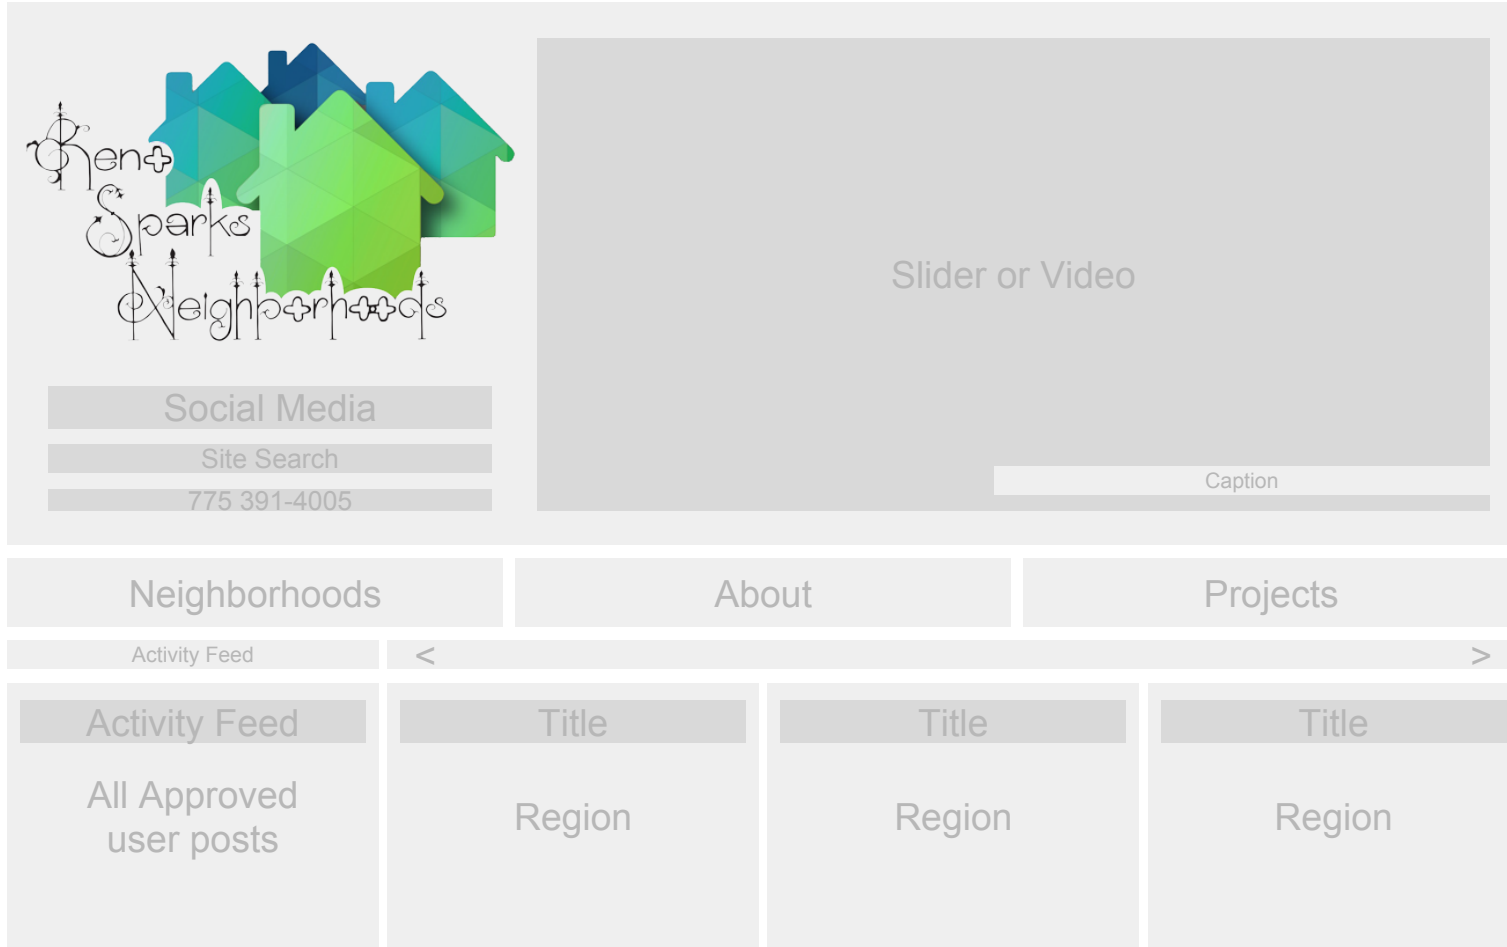 Reno
Sparks
Neighborhoods
Slider or Video
Social Media
Site Search
775 391-4005
Caption
Neighborhoods
About
Projects
Activity Feed
< >
Activity Feed
Title
Title
Title
All Approved
user posts
Region
Region
Region